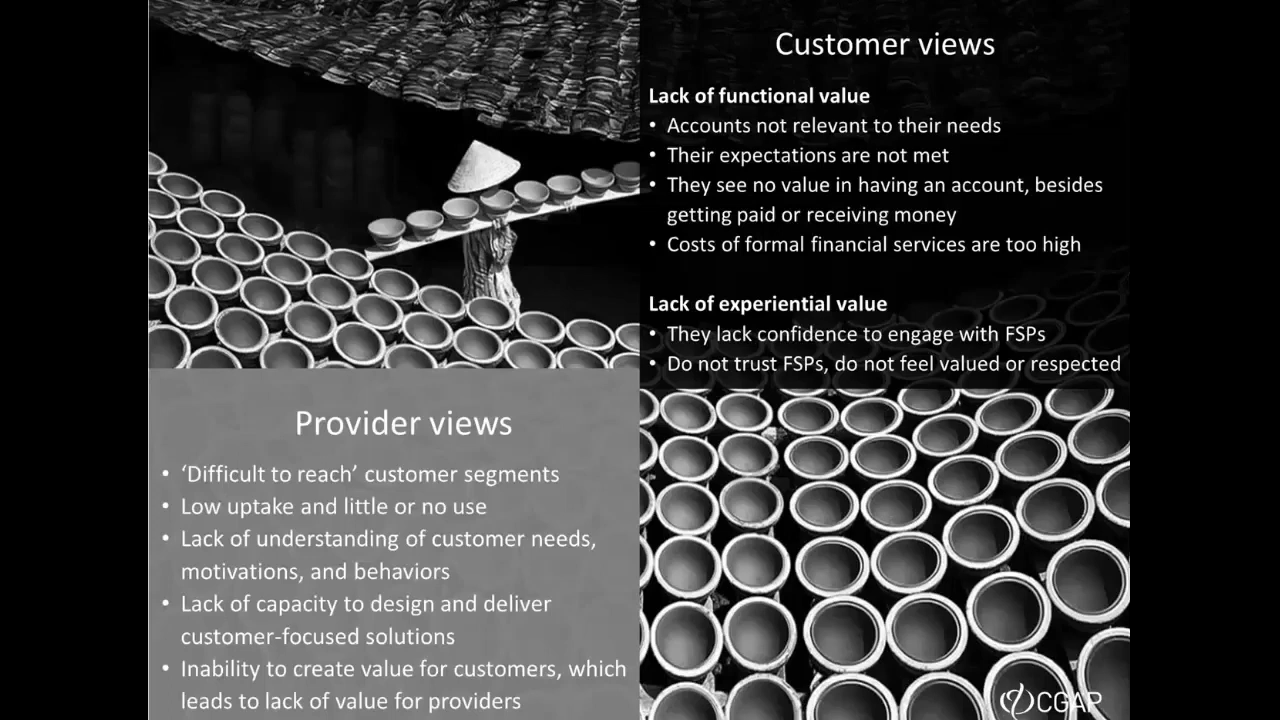 Customer views
Lack of functional value
• Accounts not relevant to their needs
• Their expectations are not met
• They see no value in having an account, besides
getting paid or receiving money
• Costs of formal financial services are too high
Lack of experiential value
• They lack confidence to engage with FSPs
• Do not trust FSPs, do not feel valued or respected
Provider views
• ‘Difficult to reach’ customer segments
• Low uptake and little or no use
• Lack of understanding of customer needs,
motivations, and behaviors
• Lack of capacity to design and deliver
customer-focused solutions
• Inability to create value for customers, which
leads to lack of value for providers
CGAP